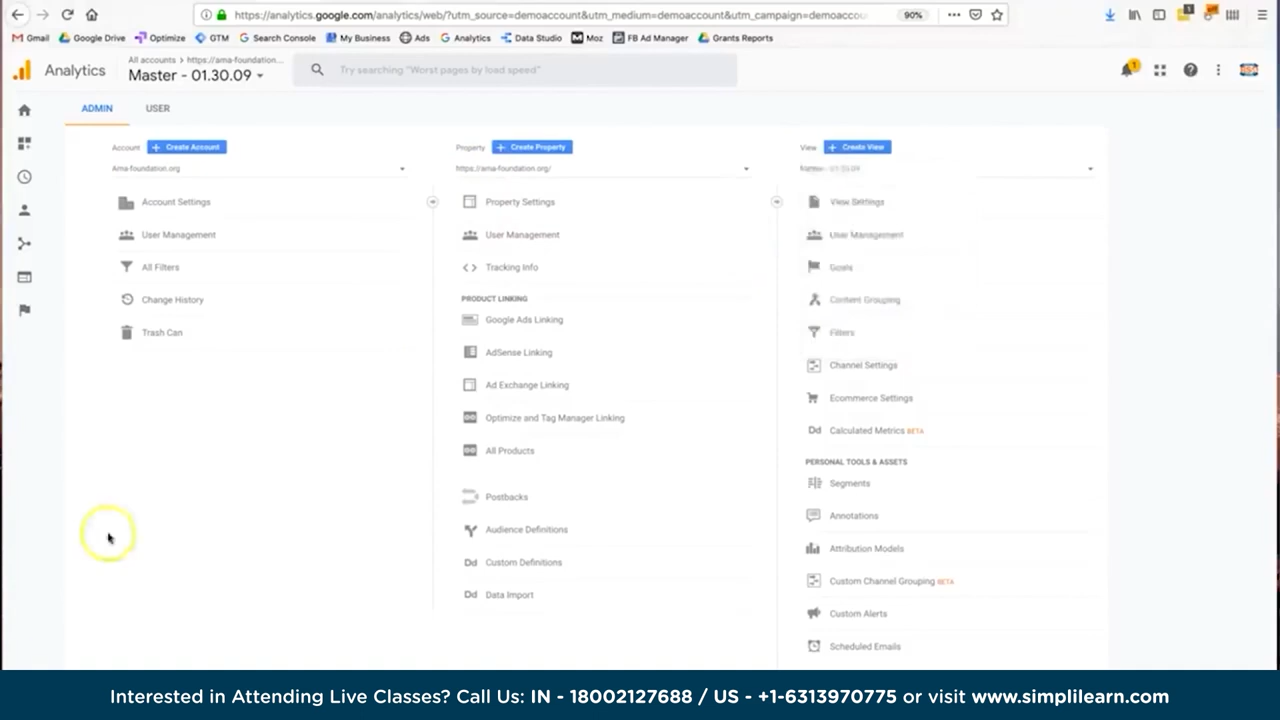 https://analytics.google.com/analytics/web/?utm_source=demoaccount&utm_medium=demoaccount&utm_campaign=demoaccou
90%
Gmail
Google Drive
Optimize
GTM
Search Console
My Business
Ads
Analytics
Data Studio
Moz
FB Ad Manager
Grants Reports
Analytics
All accounts > https://ama-foundation...
Master - 01.30.09
Try searching "Worst pages by load speed"
1
ADMIN
USER
Account
+ Create Account
Ama-foundation.org
Account Settings
User Management
All Filters
Change History
Trash Can
Property
+ Create Property
https://ama-foundation.org/
Property Settings
User Management
<> Tracking Info
PRODUCT LINKING
Google Ads Linking
AdSense Linking
Ad Exchange Linking
Optimize and Tag Manager Linking
All Products
Postbacks
Audience Definitions
Dd Custom Definitions
Dd Data Import
View
+ Create View
View Settings
User Management
Goals
Content Grouping
Filters
Channel Settings
Ecommerce Settings
Dd Calculated Metrics BETA
PERSONAL TOOLS & ASSETS
Segments
Annotations
Attribution Models
Custom Channel Grouping BETA
Custom Alerts
Scheduled Emails
Interested in Attending Live Classes? Call Us: IN - 18002127688 / US - +1-6313970775 or visit www.simplilearn.com